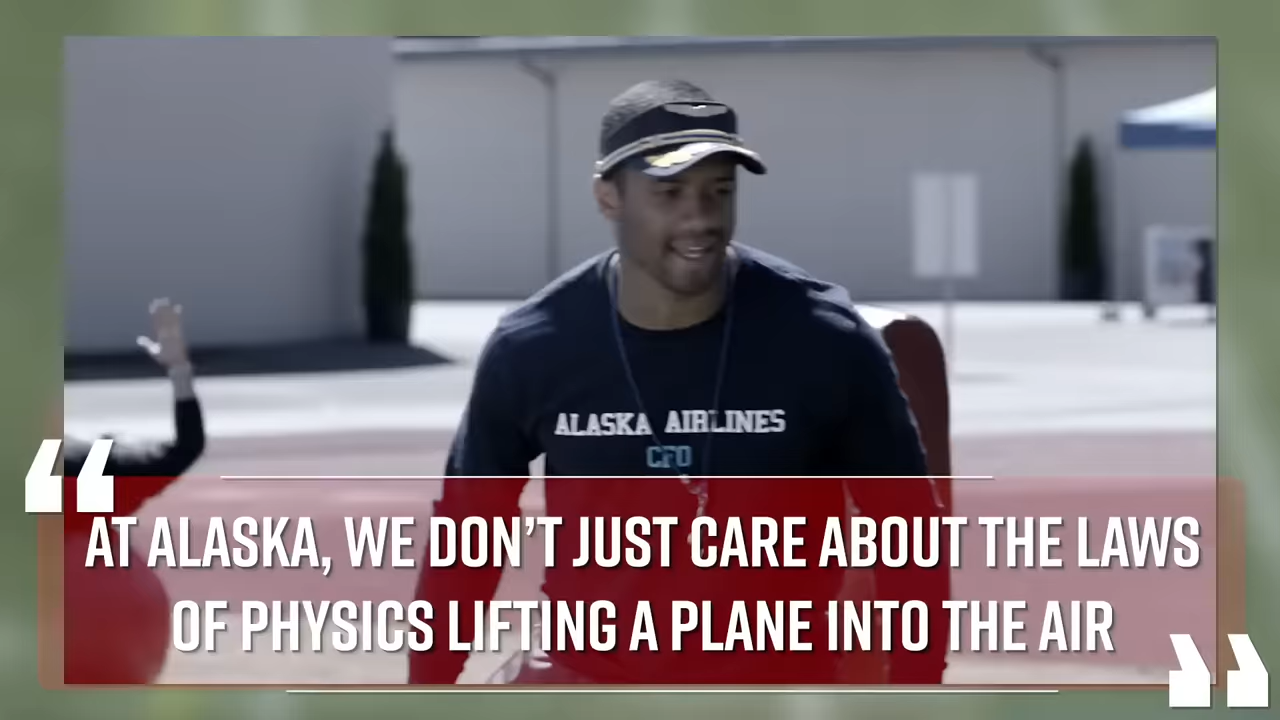 ALASKA AIRLINES
CFO
“AT ALASKA, WE DON’T JUST CARE ABOUT THE LAWS
OF PHYSICS LIFTING A PLANE INTO THE AIR”